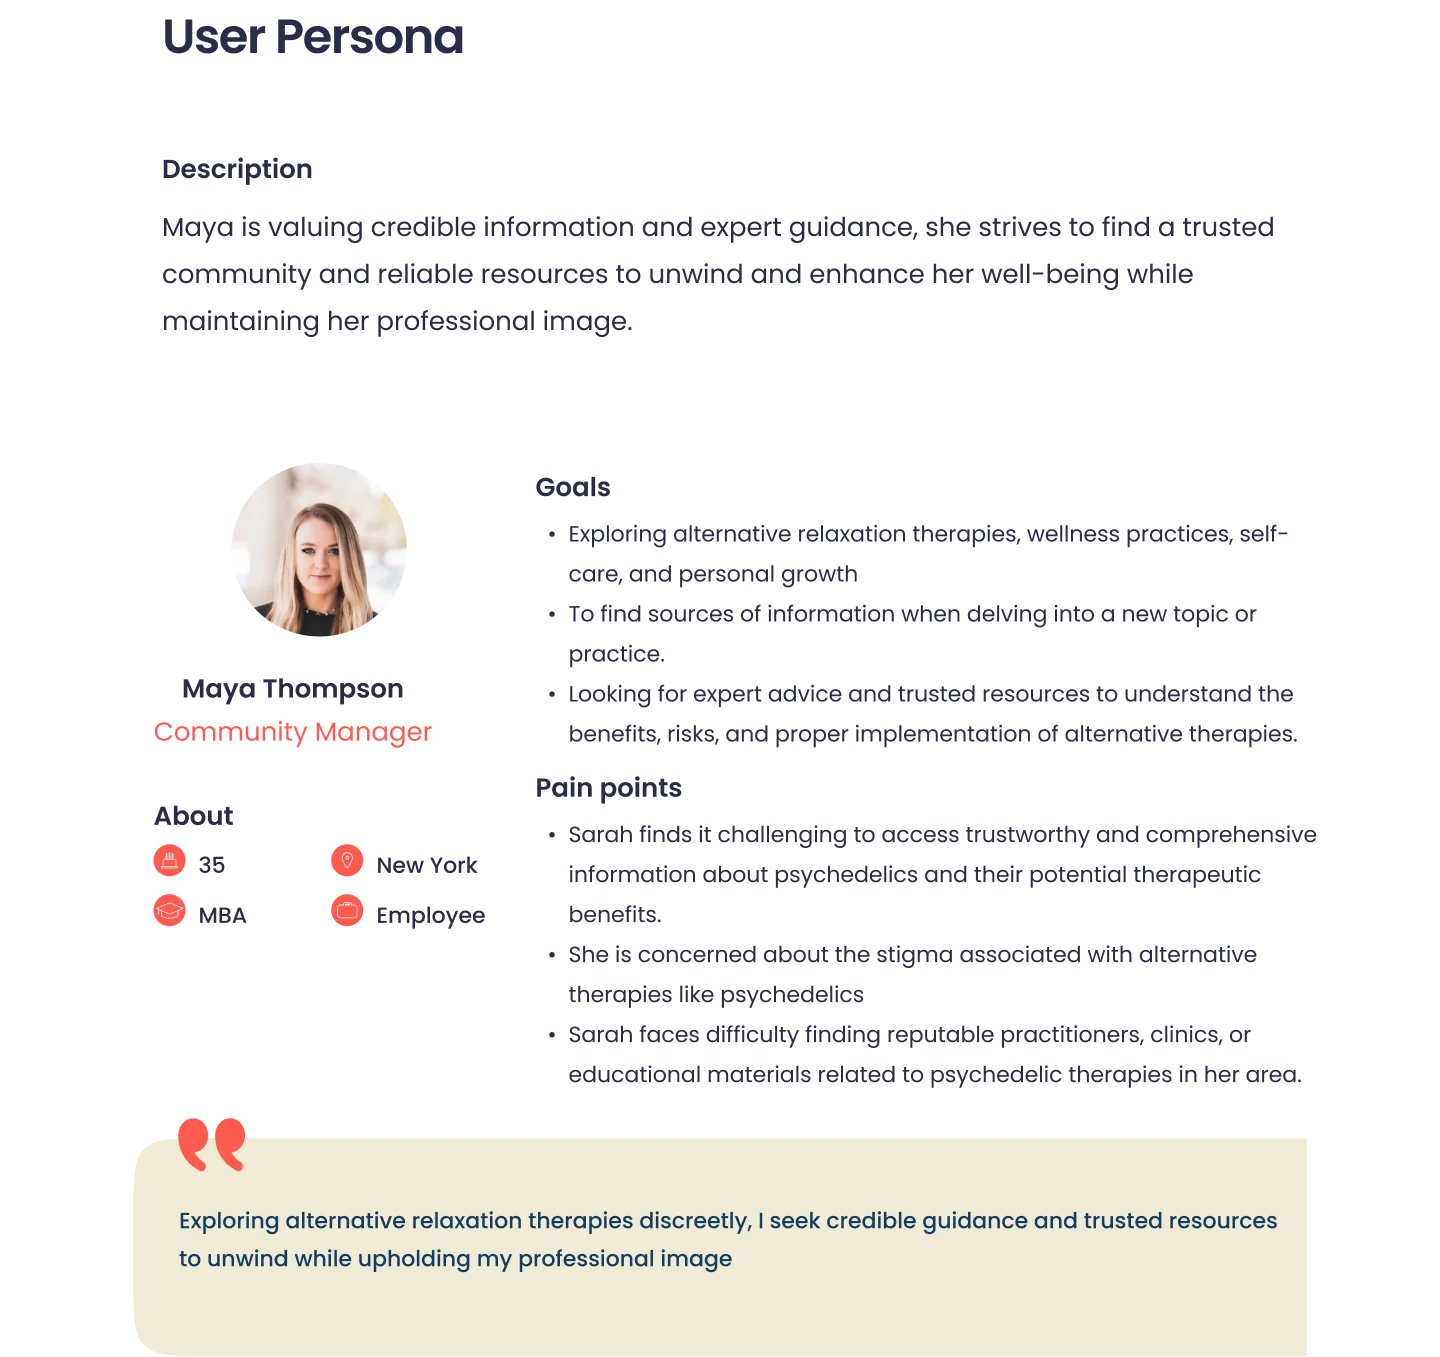 User Persona
Description
Maya is valuing credible information and expert guidance, she strives to find a trusted
community and reliable resources to unwind and enhance her well-being while
maintaining her professional image.
Maya Thompson
Community Manager
About
35
New York
MBA
Employee
Goals
• Exploring alternative relaxation therapies, wellness practices, self-
care, and personal growth
• To find sources of information when delving into a new topic or
practice.
• Looking for expert advice and trusted resources to understand the
benefits, risks, and proper implementation of alternative therapies.
Pain points
• Sarah finds it challenging to access trustworthy and comprehensive
information about psychedelics and their potential therapeutic
benefits.
• She is concerned about the stigma associated with alternative
therapies like psychedelics
• Sarah faces difficulty finding reputable practitioners, clinics, or
educational materials related to psychedelic therapies in her area.
Exploring alternative relaxation therapies discreetly, I seek credible guidance and trusted resources
to unwind while upholding my professional image